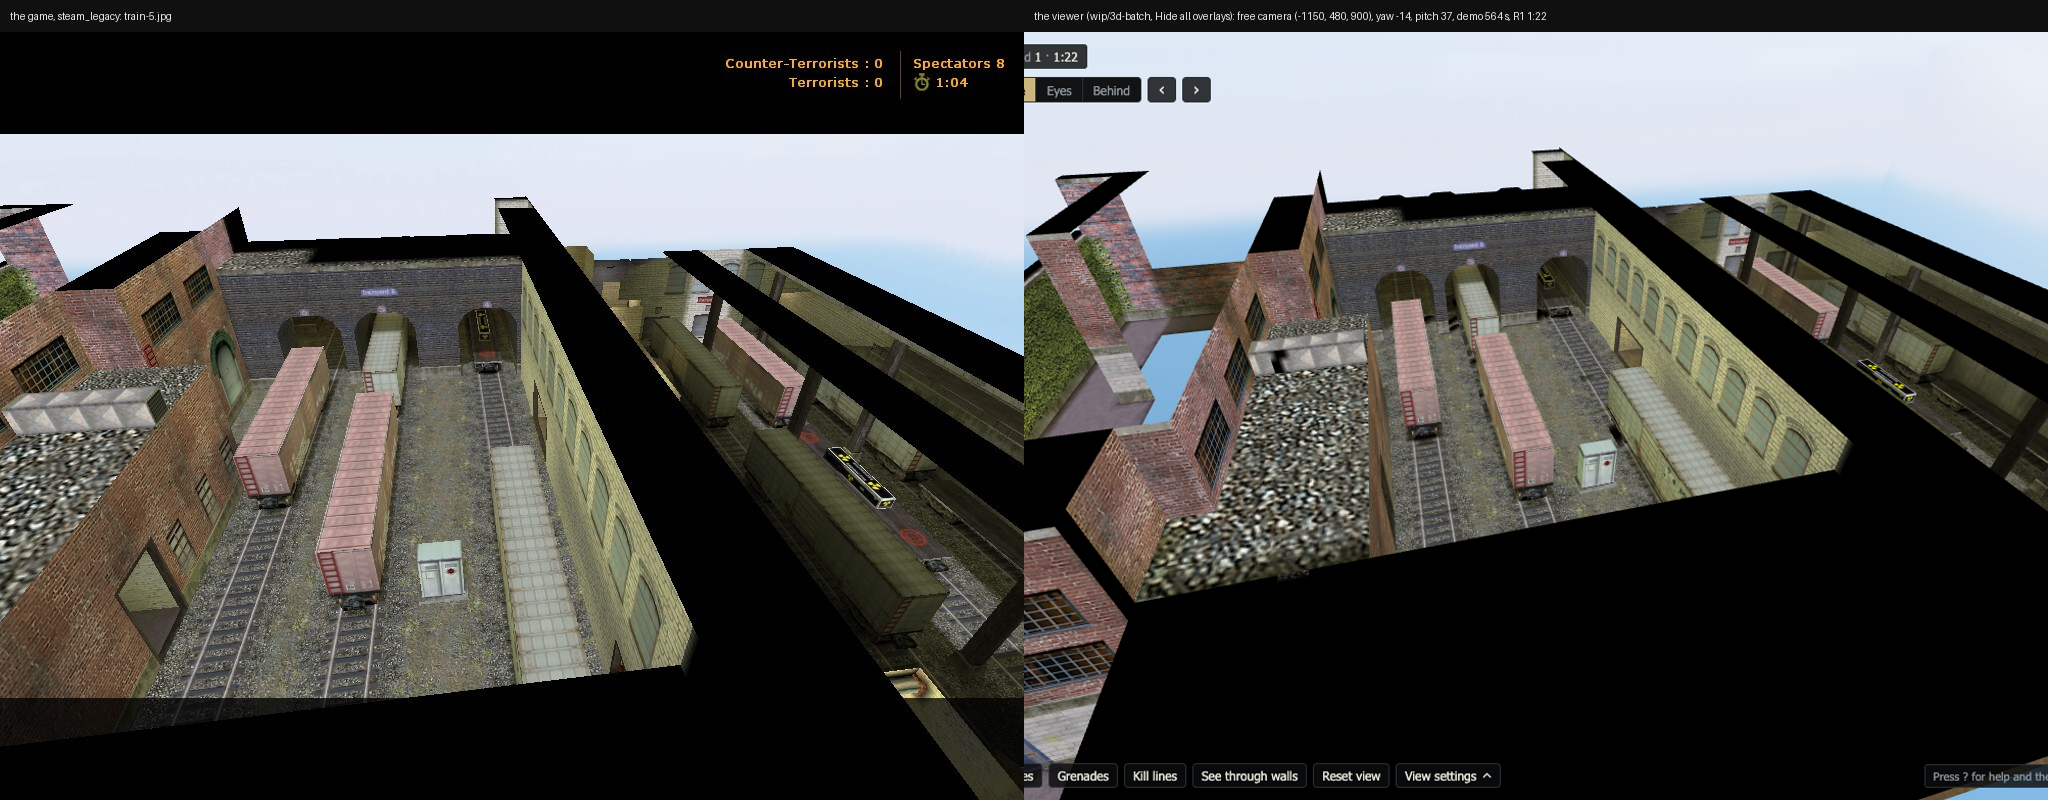 the game, steam_legacy: train-5.jpg
the viewer (wip/3d-batch, Hide all overlays): free camera (-1150, 480, 900), yaw -14, pitch 37, demo 564s, R1 1:22
Counter-Terrorists : 0
Terrorists : 0
Spectators 8
1:04
d 1 · 1:22
Eyes
Behind
‹
›
trainyard B
trainyard B
es
Grenades
Kill lines
See through walls
Reset view
View settings
Press ? for help and the